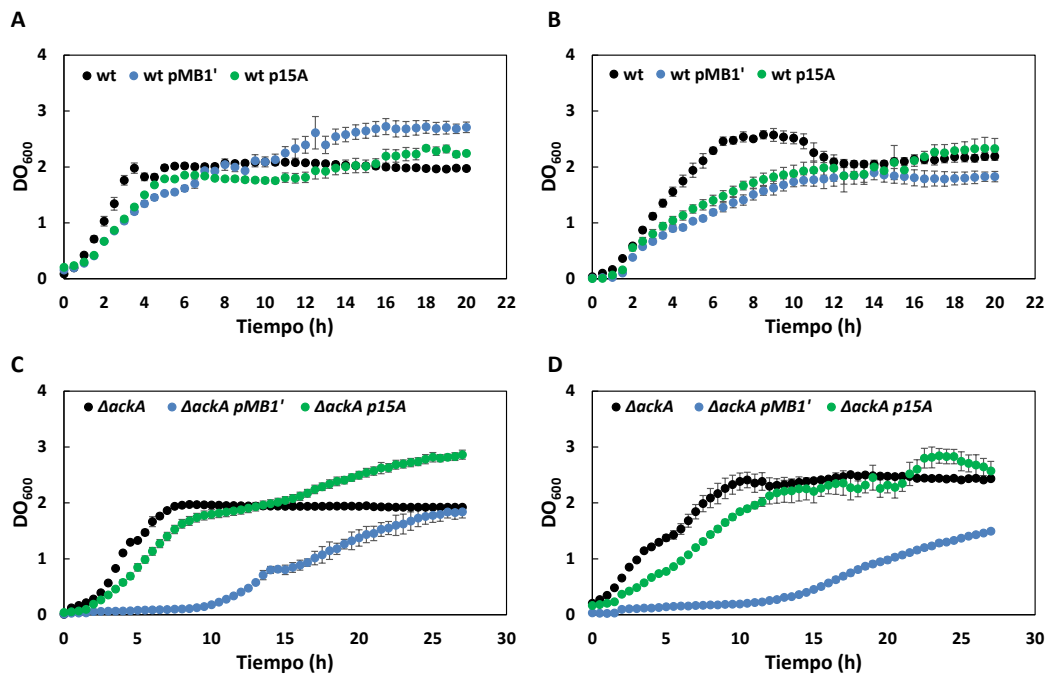 A
4
3
2
1
0
DO600
wt
wt pMB1'
wt p15A
0 2 4 6 8 10 12 14 16 18 20 22
Tiempo (h)
B
4
3
2
1
0
DO600
wt
wt pMB1'
wt p15A
0 2 4 6 8 10 12 14 16 18 20 22
Tiempo (h)
C
4
3
2
1
0
DO600
ΔackA
ΔackA pMB1'
ΔackA p15A
0 5 10 15 20 25 30
Tiempo (h)
D
4
3
2
1
0
DO600
ΔackA
ΔackA pMB1'
ΔackA p15A
0 5 10 15 20 25 30
Tiempo (h)